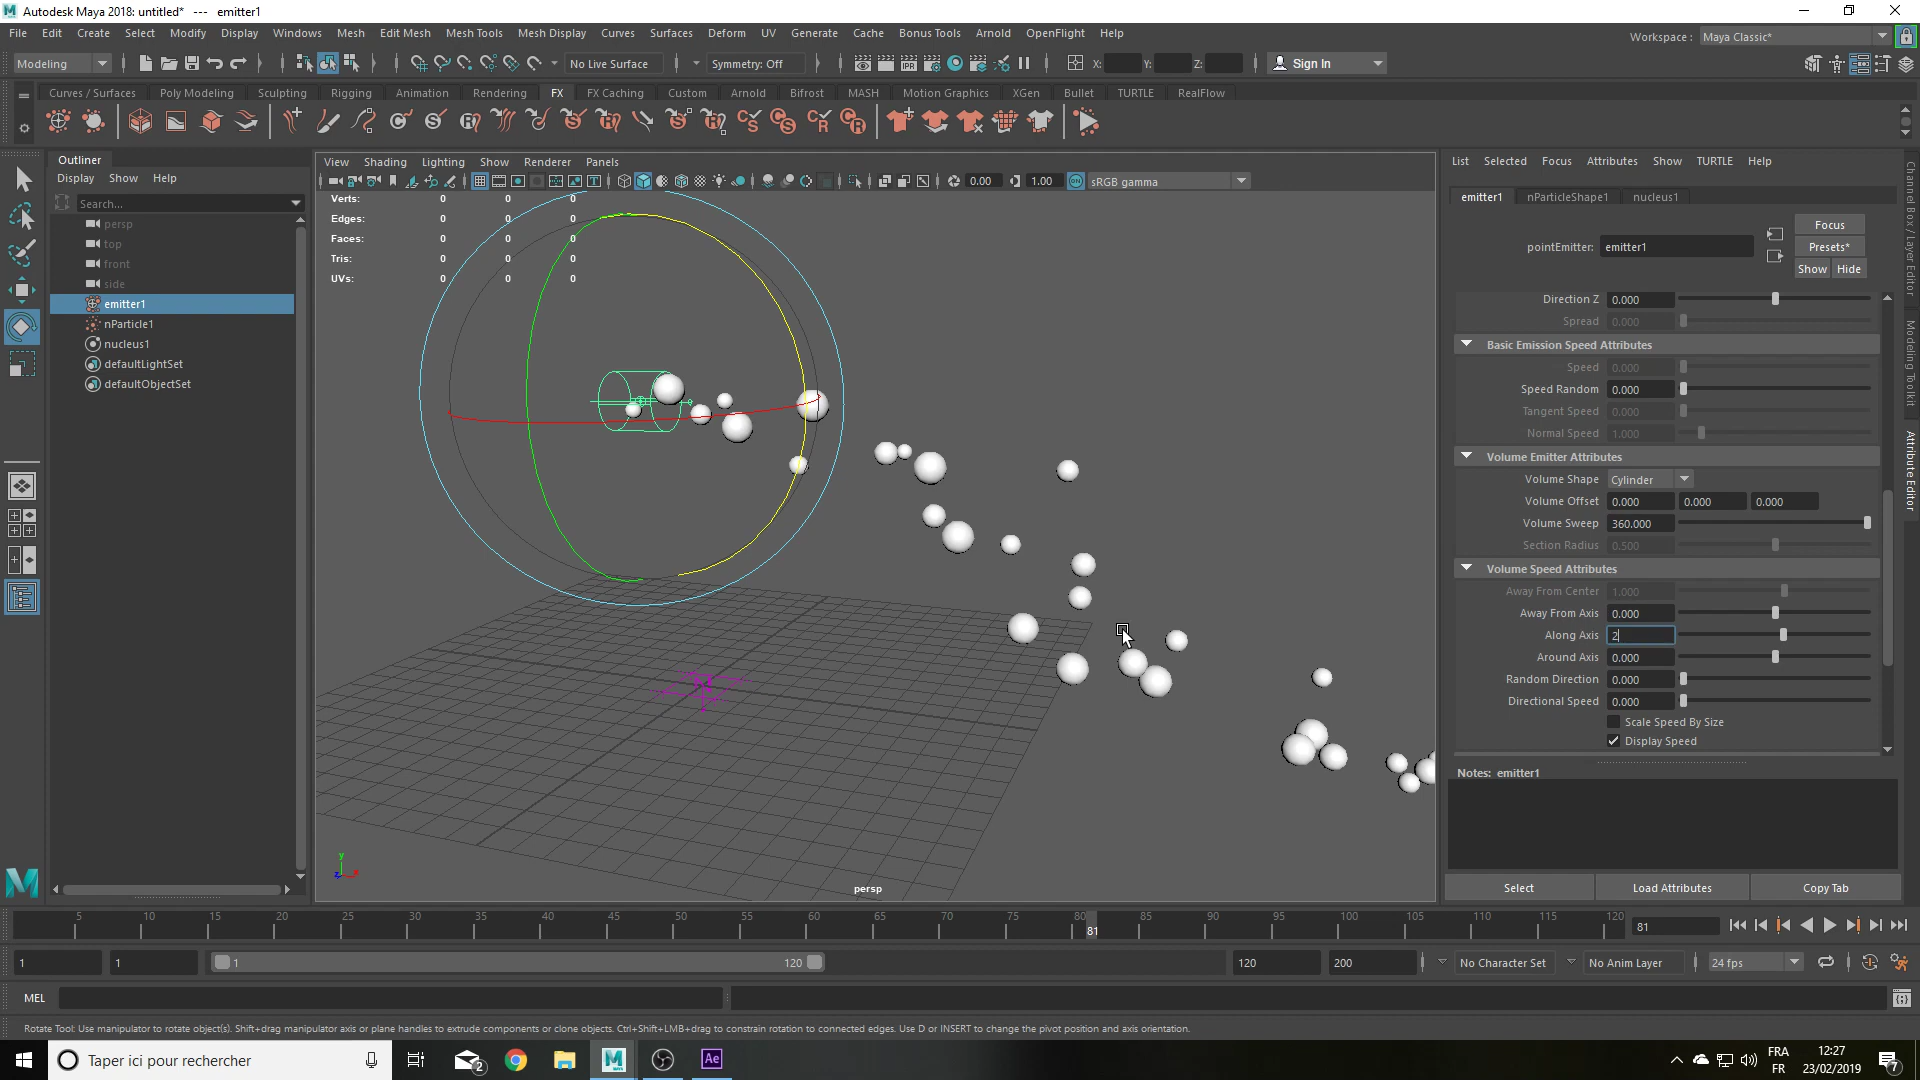 Autodesk Maya 2018: untitled* --- emitter1
File Edit Create Select Modify Display Windows Mesh Edit Mesh Mesh Tools Mesh Display Curves Surfaces Deform UV Generate Cache Bonus Tools Arnold OpenFlight Help
Workspace : Maya Classic*
Modeling No Live Surface Symmetry: Off X: Y: Z: Sign In
Curves / Surfaces Poly Modeling Sculpting Rigging Animation Rendering FX FX Caching Custom Arnold Bifrost MASH Motion Graphics XGen Bullet TURTLE RealFlow
Outliner
Display Show Help
Search...
persp
top
front
side
emitter1
nParticle1
nucleus1
defaultLightSet
defaultObjectSet
View Shading Lighting Show Renderer Panels
0.00 1.00 sRGB gamma
Verts: 0 0 0
Edges: 0 0 0
Faces: 0 0 0
Tris: 0 0 0
UVs: 0 0 0
persp
List Selected Focus Attributes Show TURTLE Help
emitter1 nParticleShape1 nucleus1
Focus
pointEmitter: emitter1 Presets*
Show Hide
Direction Z 0.000
Spread 0.000
Basic Emission Speed Attributes
Speed 0.000
Speed Random 0.000
Tangent Speed 0.000
Normal Speed 1.000
Volume Emitter Attributes
Volume Shape Cylinder
Volume Offset 0.000 0.000 0.000
Volume Sweep 360.000
Section Radius 0.500
Volume Speed Attributes
Away From Center 1.000
Away From Axis 0.000
Along Axis 2
Around Axis 0.000
Random Direction 0.000
Directional Speed 0.000
Scale Speed By Size
Display Speed
Notes: emitter1
Select Load Attributes Copy Tab
Channel Box / Layer Editor
Modeling Toolkit
Attribute Editor
5 10 15 20 25 30 35 40 45 50 55 60 65 70 75 80 85 90 95 100 105 110 115 120
81 81
1 1 1 120 120 200 No Character Set No Anim Layer 24 fps
MEL
Rotate Tool: Use manipulator to rotate object(s). Shift+drag manipulator axis or plane handles to extrude components or clone objects. Ctrl+Shift+LMB+drag to constrain rotation to connected edges. Use D or INSERT to change the pivot position and axis orientation.
Taper ici pour rechercher
2
Ae
FRA
FR
12:27
23/02/2019
7